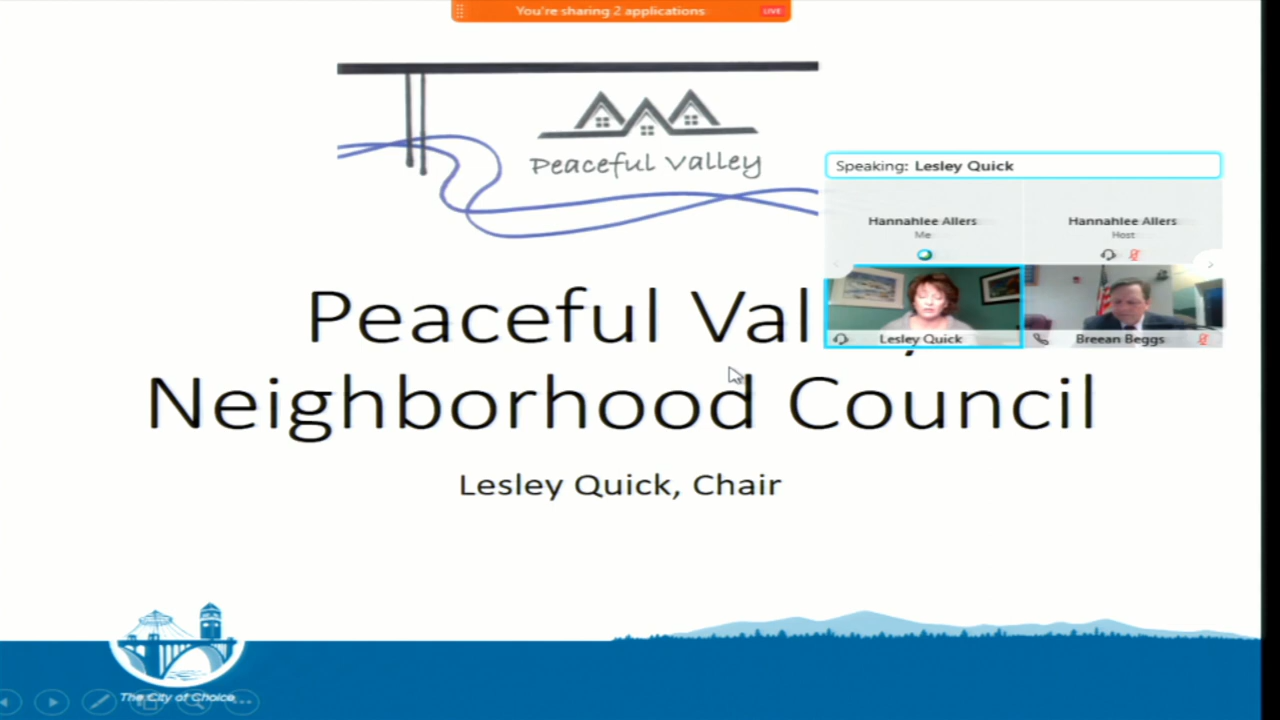 You're sharing 2 applications
LIVE
Peaceful Valley
Speaking: Lesley Quick
Hannahlee Allers
Me
Hannahlee Allers
Host
Lesley Quick
Breean Beggs
Peaceful Val
Neighborhood Council
Lesley Quick, Chair
The City of Choice